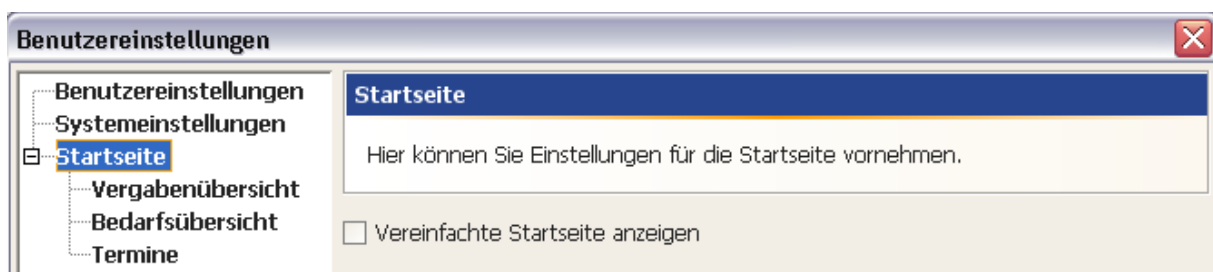 Benutzereinstellungen
Benutzereinstellungen
Systemeinstellungen
Startseite
Vergabenübersicht
Bedarfsübersicht
Termine
Startseite
Hier können Sie Einstellungen für die Startseite vornehmen.
Vereinfachte Startseite anzeigen